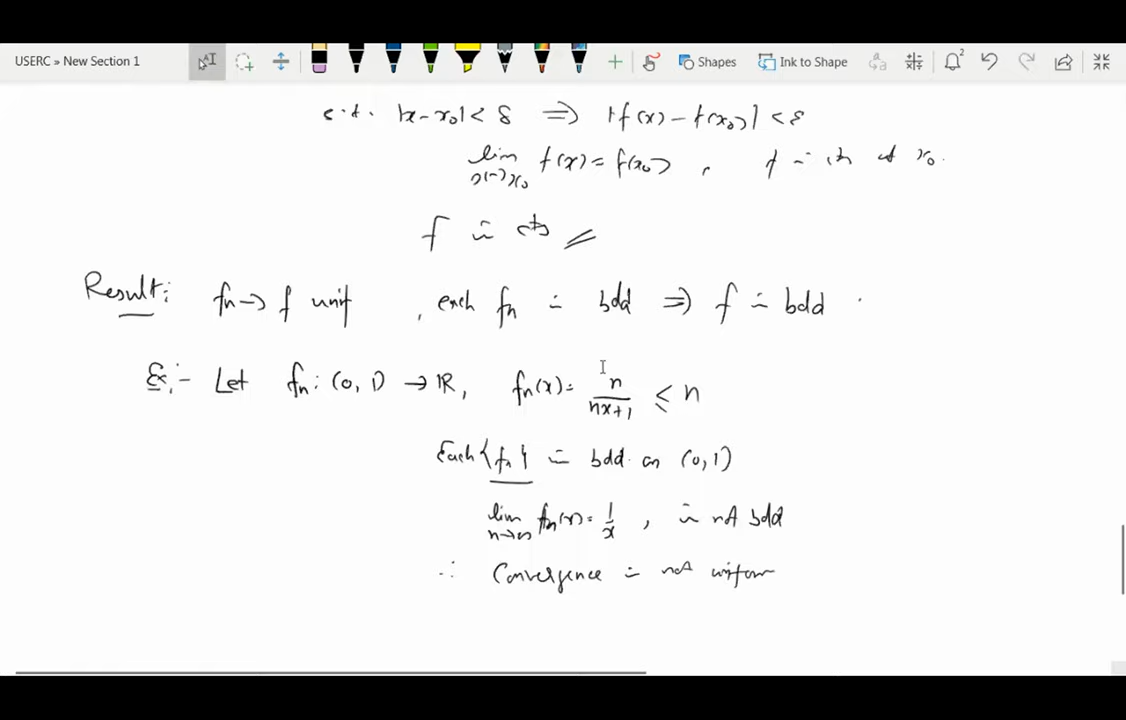 USERC » New Section 1 Shapes Ink to Shape 2
s.t. |x-x₀| < δ ⇒ |f(x) - f(x₀)| < ε
lim x→x₀ f(x) = f(x₀), f is cts at x₀.
f is cts
Result: fn → f unif, each fn is bdd ⇒ f is bdd.
Ex:- Let fn: (0, 1) → ℝ, fn(x) = n/(nx+1) ≤ n
Each {fn} is bdd on (0,1)
lim n→∞ fn(x) = 1/x, is not bdd
∴ Convergence is not uniform